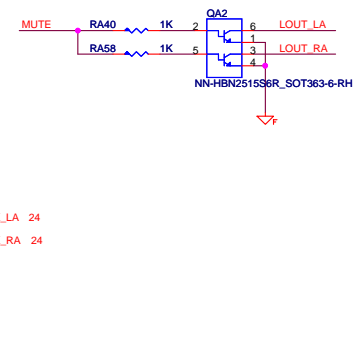 QA2
MUTE RA40 1K 2 6 LOUT_LA
1
RA58 1K 5 3 LOUT_RA
4
NN-HBN2515S6R_SOT363-6-RH
F
_LA 24
_RA 24